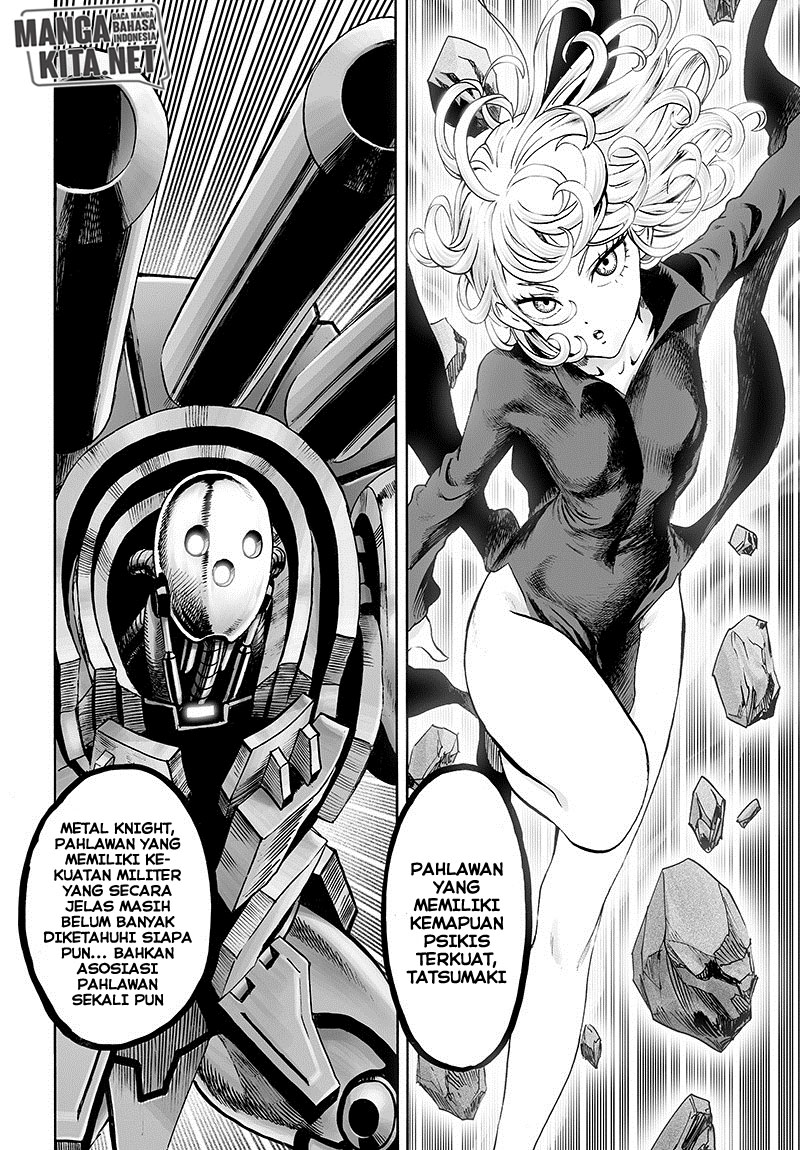 MANGA
KITA.NET
BACA MANGA
BAHASA
INDONESIA
PAHLAWAN
YANG
MEMILIKI
KEMAPUAN
PSIKIS
TERKUAT,
TATSUMAKI
METAL KNIGHT,
PAHLAWAN YANG
MEMILIKI KE-
KUATAN MILITER
YANG SECARA
JELAS MASIH
BELUM BANYAK
DIKETAHUHI SIAPA
PUN... BAHKAN
ASOSIASI
PAHLAWAN
SEKALI PUN